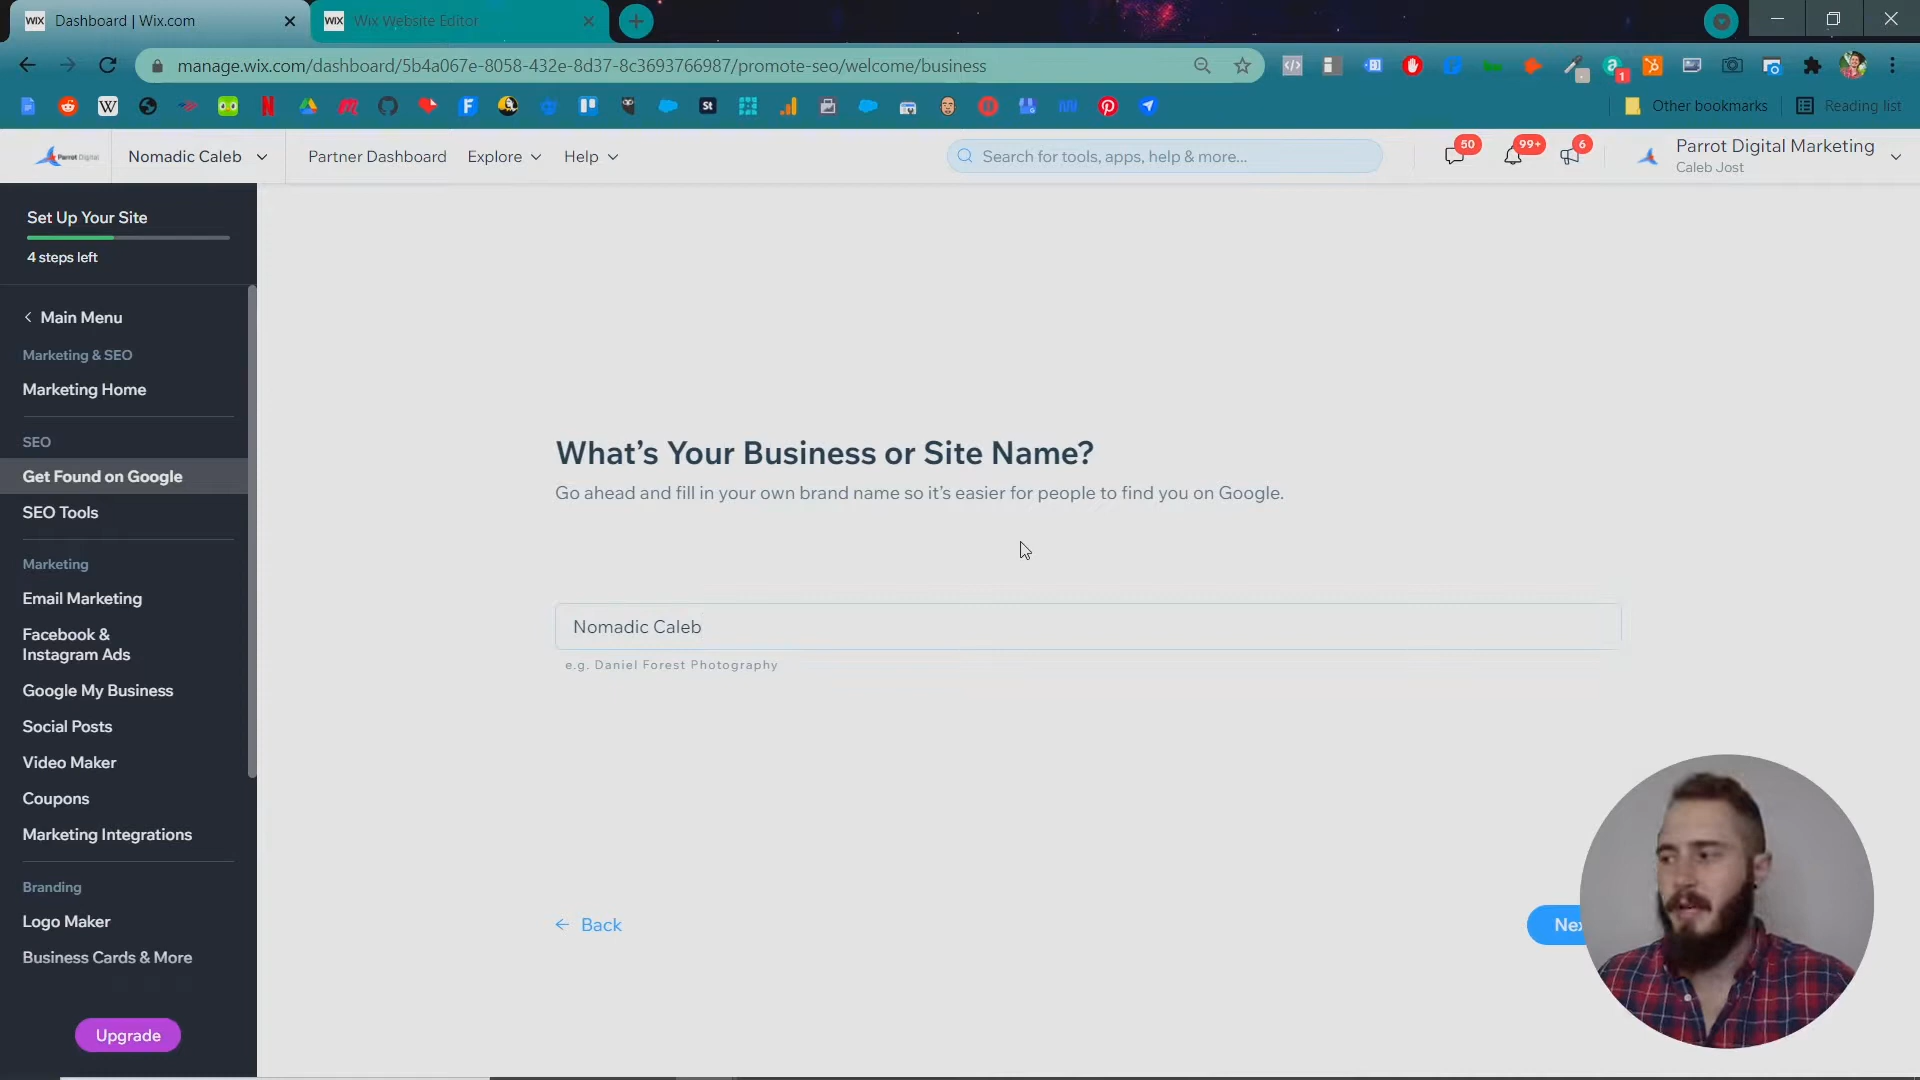 WIX Dashboard | Wix.com
WIX Wix Website Editor
manage.wix.com/dashboard/5b4a067e-8058-432e-8d37-8c3693766987/promote-seo/welcome/business
Other bookmarks
Reading list
Parrot Digital
Nomadic Caleb
Partner Dashboard
Explore
Help
Search for tools, apps, help & more...
50
99+
6
Parrot Digital Marketing
Caleb Jost
Set Up Your Site
4 steps left
Main Menu
Marketing & SEO
Marketing Home
SEO
Get Found on Google
SEO Tools
Marketing
Email Marketing
Facebook &
Instagram Ads
Google My Business
Social Posts
Video Maker
Coupons
Marketing Integrations
Branding
Logo Maker
Business Cards & More
Upgrade
What's Your Business or Site Name?
Go ahead and fill in your own brand name so it's easier for people to find you on Google.
Nomadic Caleb
e.g. Daniel Forest Photography
Back